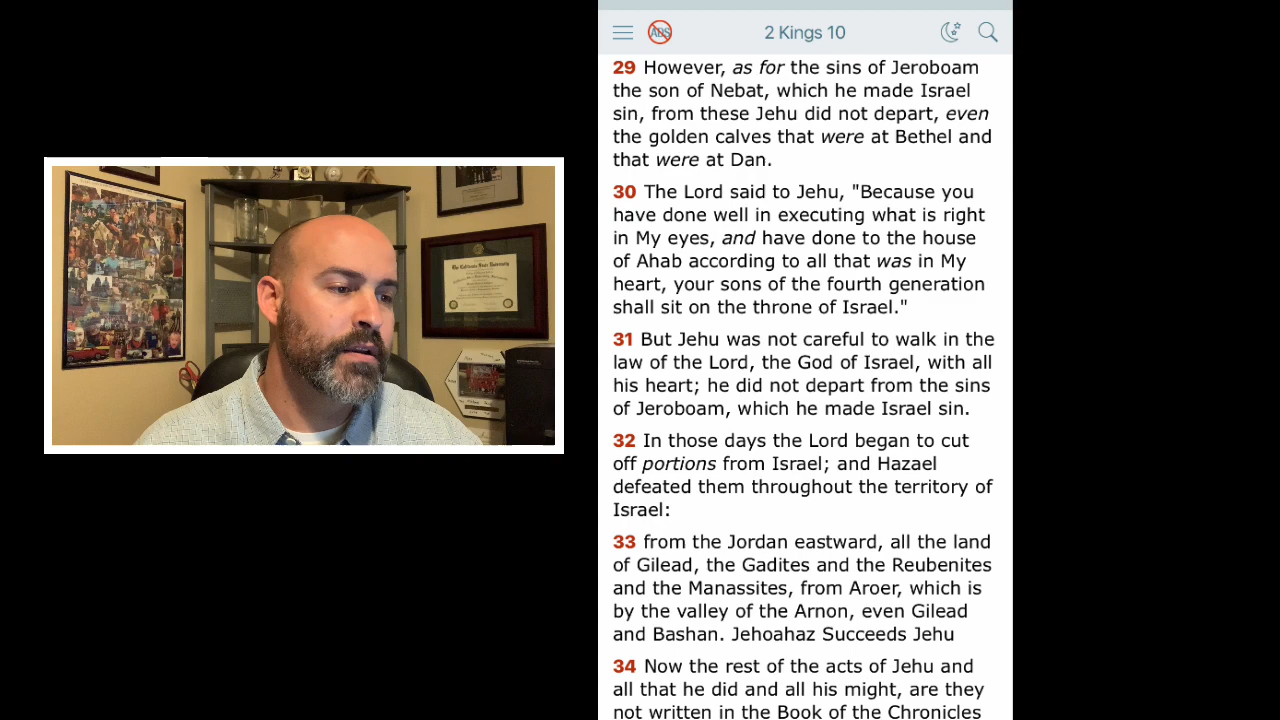 ADS
2 Kings 10
29 However, as for the sins of Jeroboam
the son of Nebat, which he made Israel
sin, from these Jehu did not depart, even
the golden calves that were at Bethel and
that were at Dan.
30 The Lord said to Jehu, "Because you
have done well in executing what is right
in My eyes, and have done to the house
of Ahab according to all that was in My
heart, your sons of the fourth generation
shall sit on the throne of Israel."
31 But Jehu was not careful to walk in the
law of the Lord, the God of Israel, with all
his heart; he did not depart from the sins
of Jeroboam, which he made Israel sin.
32 In those days the Lord began to cut
off portions from Israel; and Hazael
defeated them throughout the territory of
Israel:
33 from the Jordan eastward, all the land
of Gilead, the Gadites and the Reubenites
and the Manassites, from Aroer, which is
by the valley of the Arnon, even Gilead
and Bashan. Jehoahaz Succeeds Jehu
34 Now the rest of the acts of Jehu and
all that he did and all his might, are they
not written in the Book of the Chronicles
The California State University